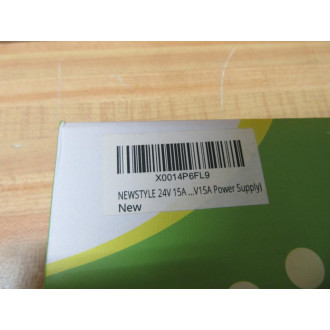 X0014P6FL9
NEWSTYLE 24V 15A ...V15A Power Supply)
New